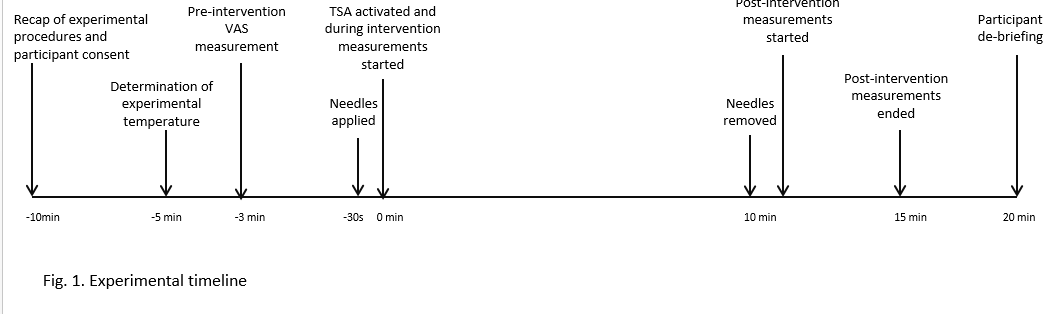 Recap of experimental
procedures and
participant consent
Determination of
experimental
temperature
Pre-intervention
VAS
measurement
Needles
applied
TSA activated and
during intervention
measurements
started
Needles
removed
Post-intervention
measurements
started
Post-intervention
measurements
ended
Participant
de-briefing
-10min
-5 min
-3 min
-30s
0 min
10 min
15 min
20 min
Fig. 1. Experimental timeline